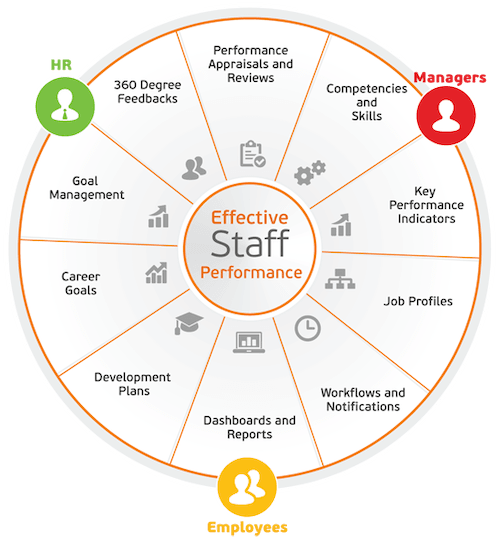 HR
Managers
Employees
Effective
Staff
Performance
Performance
Appraisals and
Reviews
Competencies
and
Skills
Key
Performance
Indicators
Job Profiles
Workflows and
Notifications
Dashboards and
Reports
Development
Plans
Career
Goals
Goal
Management
360 Degree
Feedbacks